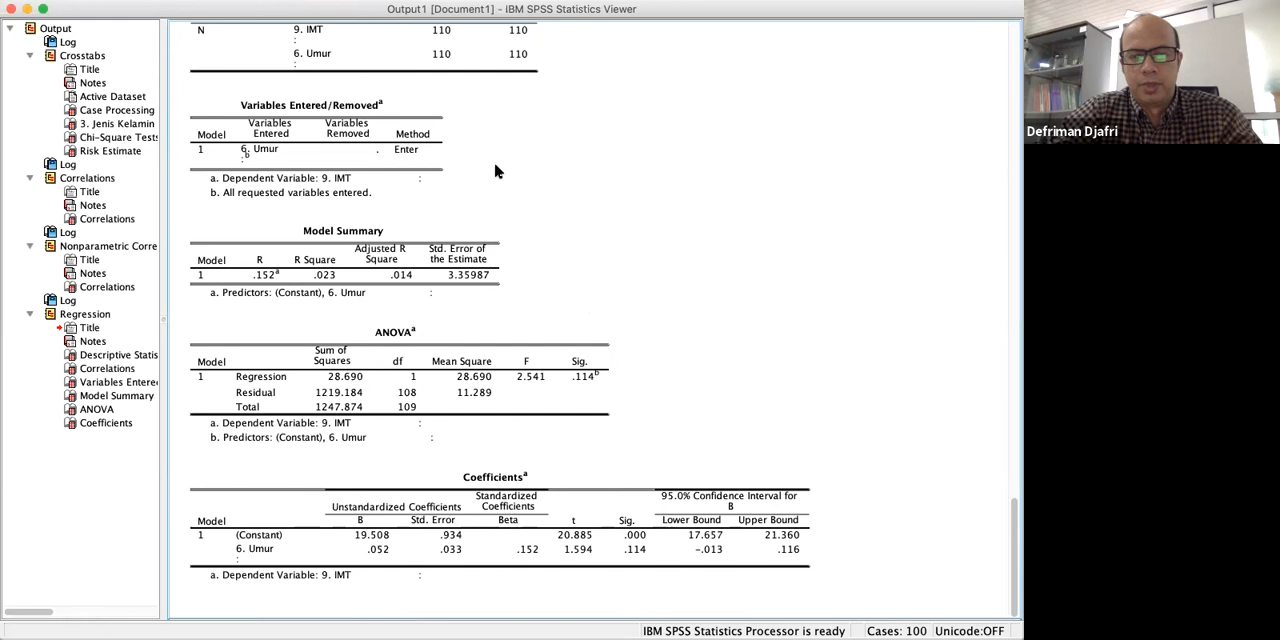 Output1 [Document1] - IBM SPSS Statistics Viewer
Output
Log
Crosstabs
Title
Notes
Active Dataset
Case Processing
3. Jenis Kelamin
Chi-Square Tests
Risk Estimate
Log
Correlations
Title
Notes
Correlations
Log
Nonparametric Corre
Title
Notes
Correlations
Log
Regression
Title
Notes
Descriptive Statis
Correlations
Variables Entere
Model Summary
ANOVA
Coefficients
N 9. IMT : 110 110
6. Umur : 110 110
Variables Entered/Removedᵃ
Model Variables Entered Variables Removed Method
1 6. Umur :ᵇ . Enter
a. Dependent Variable: 9. IMT :
b. All requested variables entered.
Model Summary
Model R R Square Adjusted R Square Std. Error of the Estimate
1 .152ᵃ .023 .014 3.35987
a. Predictors: (Constant), 6. Umur :
ANOVAᵃ
Model Sum of Squares df Mean Square F Sig.
1 Regression 28.690 1 28.690 2.541 .114ᵇ
Residual 1219.184 108 11.289
Total 1247.874 109
a. Dependent Variable: 9. IMT :
b. Predictors: (Constant), 6. Umur :
Coefficientsᵃ
Unstandardized Coefficients Standardized Coefficients 95.0% Confidence Interval for B
Model B Std. Error Beta t Sig. Lower Bound Upper Bound
1 (Constant) 19.508 .934 20.885 .000 17.657 21.360
6. Umur : .052 .033 .152 1.594 .114 -.013 .116
a. Dependent Variable: 9. IMT :
IBM SPSS Statistics Processor is ready Cases: 100 Unicode:OFF
Defriman Djafri